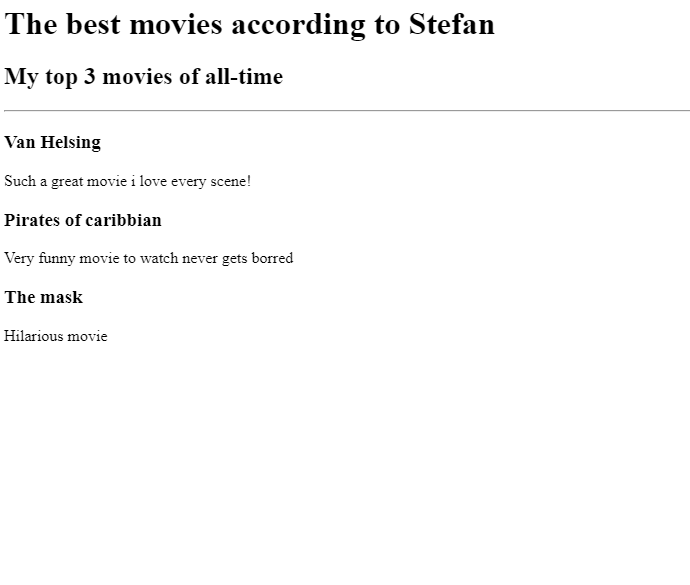 The best movies according to Stefan
My top 3 movies of all-time
Van Helsing
Such a great movie i love every scene!
Pirates of caribbian
Very funny movie to watch never gets borred
The mask
Hilarious movie